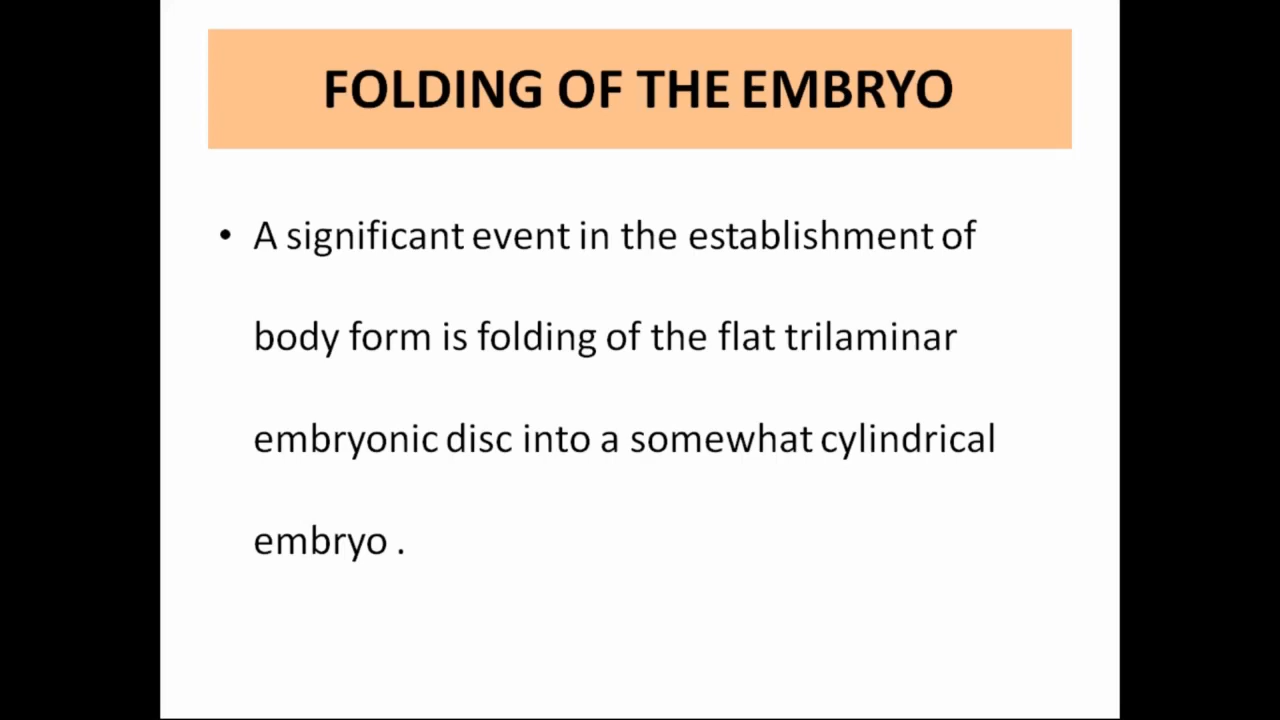 FOLDING OF THE EMBRYO
• A significant event in the establishment of
body form is folding of the flat trilaminar
embryonic disc into a somewhat cylindrical
embryo .